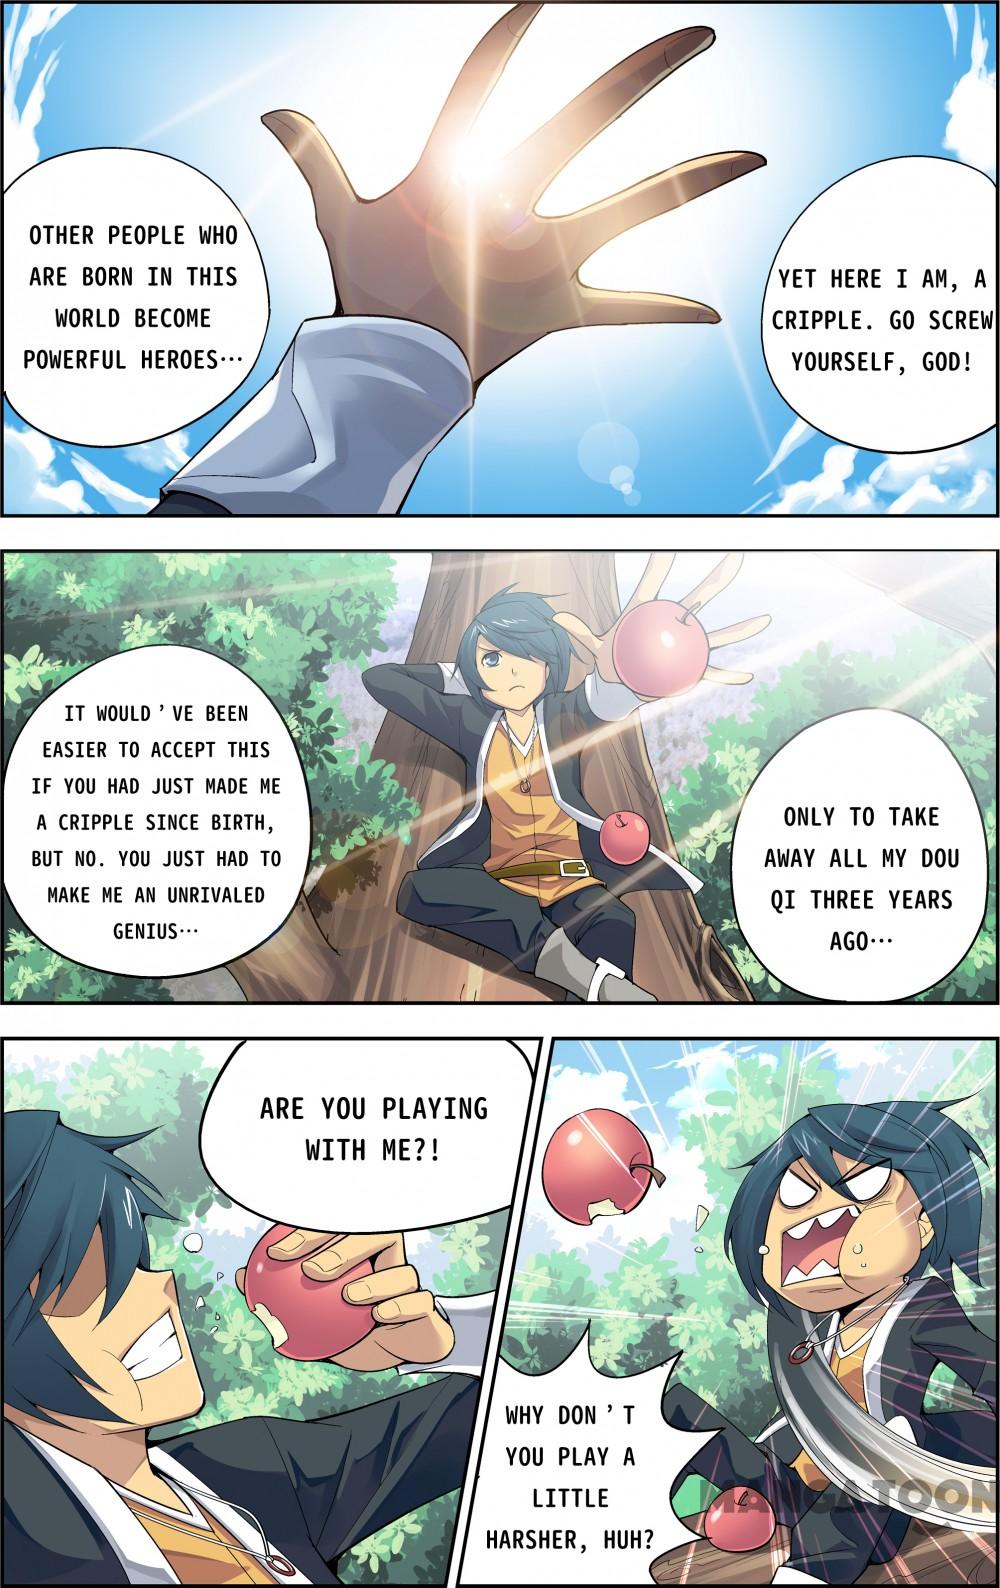 OTHER PEOPLE WHO
ARE BORN IN THIS
WORLD BECOME
POWERFUL HEROES…
YET HERE I AM, A
CRIPPLE. GO SCREW
YOURSELF, GOD!
IT WOULD'VE BEEN
EASIER TO ACCEPT THIS
IF YOU HAD JUST MADE ME
A CRIPPLE SINCE BIRTH,
BUT NO. YOU JUST HAD TO
MAKE ME AN UNRIVALED
GENIUS…
ONLY TO TAKE
AWAY ALL MY DOU
QI THREE YEARS
AGO…
ARE YOU PLAYING
WITH ME?!
WHY DON'T
YOU PLAY A
LITTLE
HARSHER, HUH?
MANGATOON